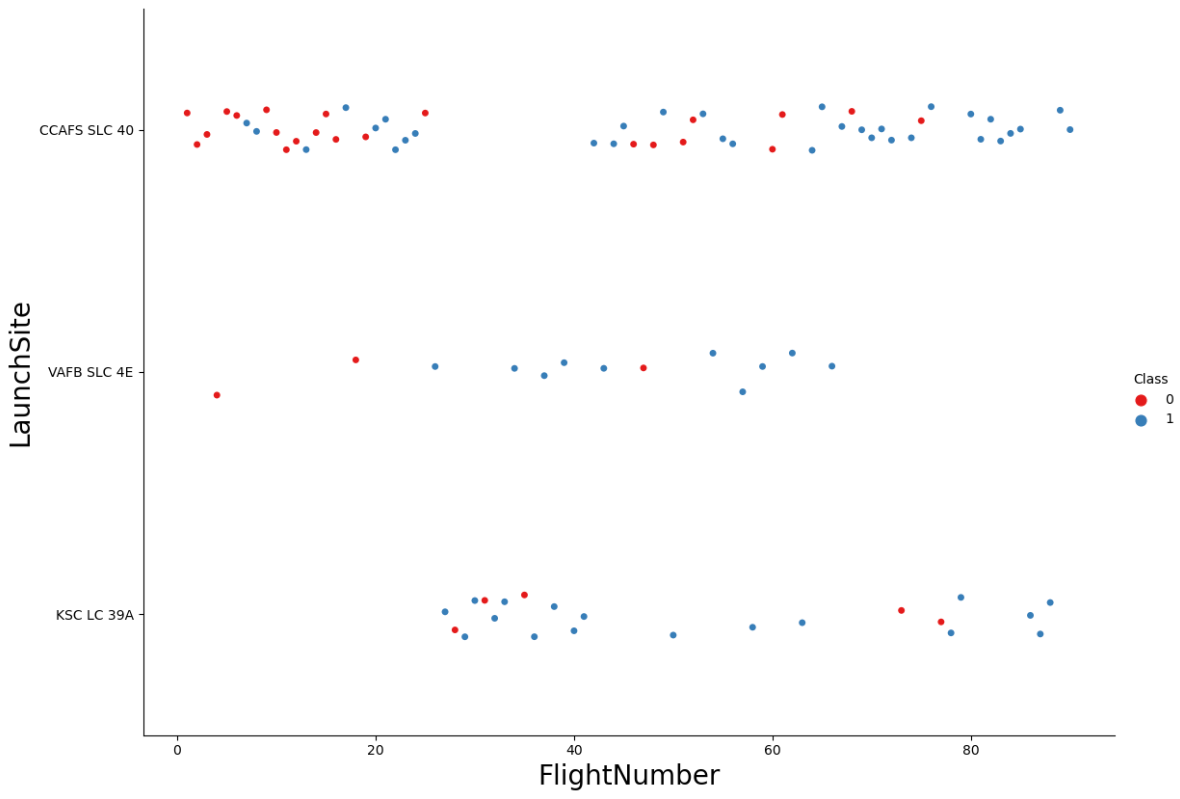 LaunchSite
CCAFS SLC 40
VAFB SLC 4E
KSC LC 39A
0 20 40 60 80
FlightNumber
Class
0
1